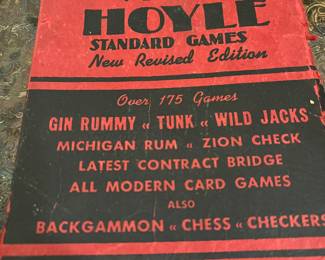 HOYLE
STANDARD GAMES
New Revised Edition
Over 175 Games
GIN RUMMY « TUNK « WILD JACKS
MICHIGAN RUM « ZION CHECK
LATEST CONTRACT BRIDGE
ALL MODERN CARD GAMES
ALSO
BACKGAMMON « CHESS « CHECKERS